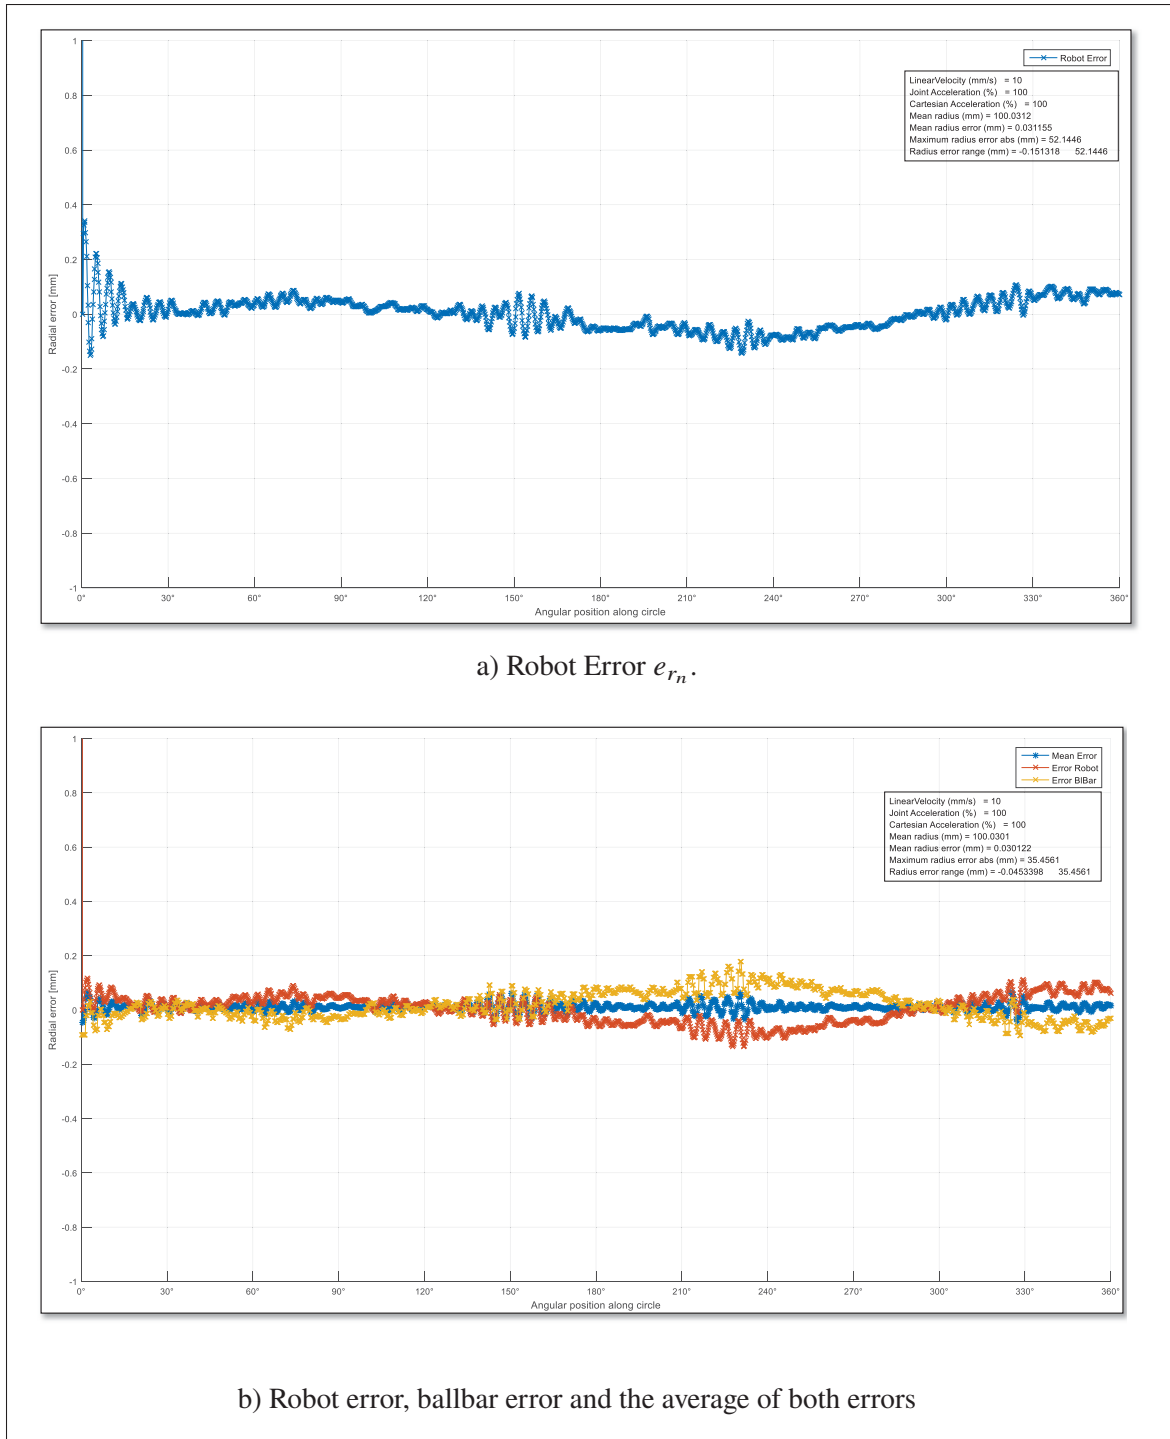 1
0.8
0.6
0.4
0.2
0
-0.2
-0.4
-0.6
-0.8
-1
Radial error [mm]
Robot Error
LinearVelocity (mm/s) = 10
Joint Acceleration (%) = 100
Cartesian Acceleration (%) = 100
Mean radius (mm) = 100.0312
Mean radius error (mm) = 0.031155
Maximum radius error abs (mm) = 52.1446
Radius error range (mm) = -0.151318 52.1446
0° 30° 60° 90° 120° 150° 180° 210° 240° 270° 300° 330° 360°
Angular position along circle
a) Robot Error e_{r_n}.
1
0.8
0.6
0.4
0.2
0
-0.2
-0.4
-0.6
-0.8
-1
Radial error [mm]
Mean Error
Error Robot
Error BlBar
LinearVelocity (mm/s) = 10
Joint Acceleration (%) = 100
Cartesian Acceleration (%) = 100
Mean radius (mm) = 100.0301
Mean radius error (mm) = 0.030122
Maximum radius error abs (mm) = 35.4561
Radius error range (mm) = -0.0453398 35.4561
0° 30° 60° 90° 120° 150° 180° 210° 240° 270° 300° 330° 360°
Angular position along circle
b) Robot error, ballbar error and the average of both errors